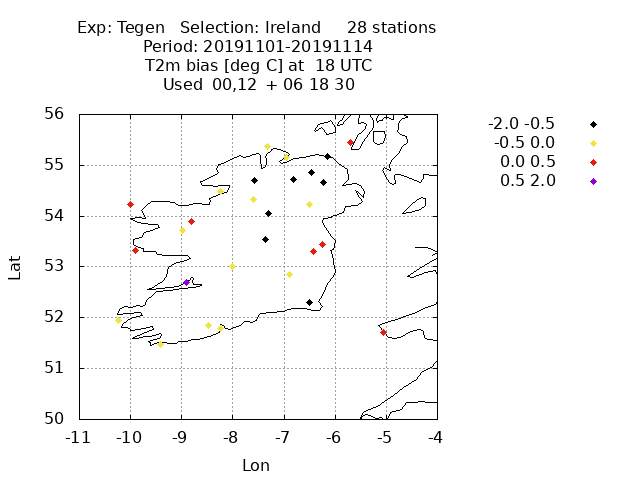 Exp: Tegen Selection: Ireland 28 stations
Period: 20191101-20191114
T2m bias [deg C] at 18 UTC
Used 00,12 + 06 18 30
-2.0 -0.5
-0.5 0.0
0.0 0.5
0.5 2.0
56
55
54
53
52
51
50
Lat
-11 -10 -9 -8 -7 -6 -5 -4
Lon